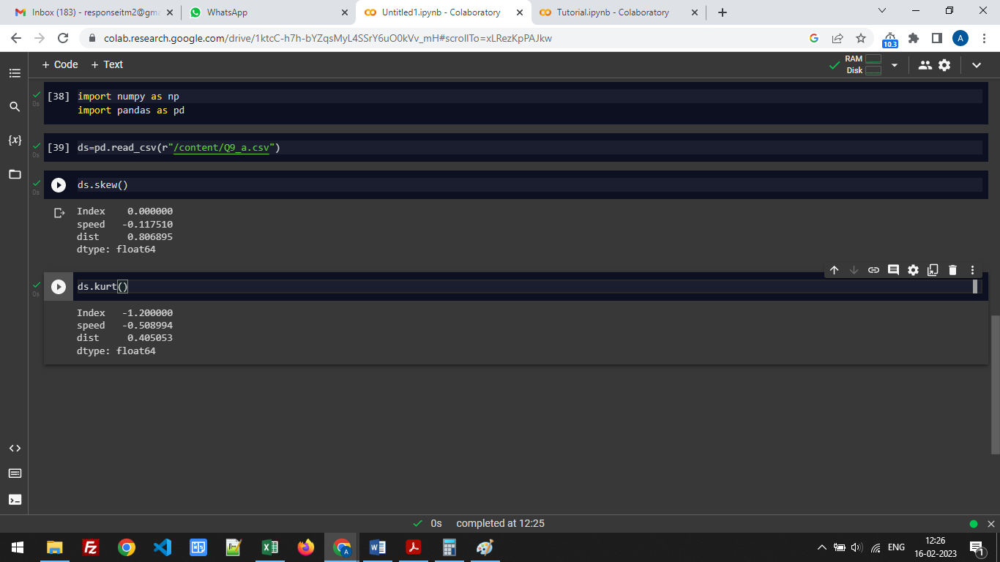 Inbox (183) - responseitm2@gma
WhatsApp
Untitled1.ipynb - Colaboratory
Tutorial.ipynb - Colaboratory
colab.research.google.com/drive/1ktcC-h7h-bYZqsMyL4SSrY6uO0kVv_mH#scrollTo=xLRezKpPAJkw
10.3
A
+ Code + Text
RAM
Disk
[38] import numpy as np
0s
import pandas as pd
[39] ds=pd.read_csv(r"/content/Q9_a.csv")
0s
ds.skew()
0s
Index 0.000000
speed -0.117510
dist 0.806895
dtype: float64
ds.kurt()
0s
Index -1.200000
speed -0.508994
dist 0.405053
dtype: float64
{x}
0s completed at 12:25
ENG
12:26
16-02-2023
1